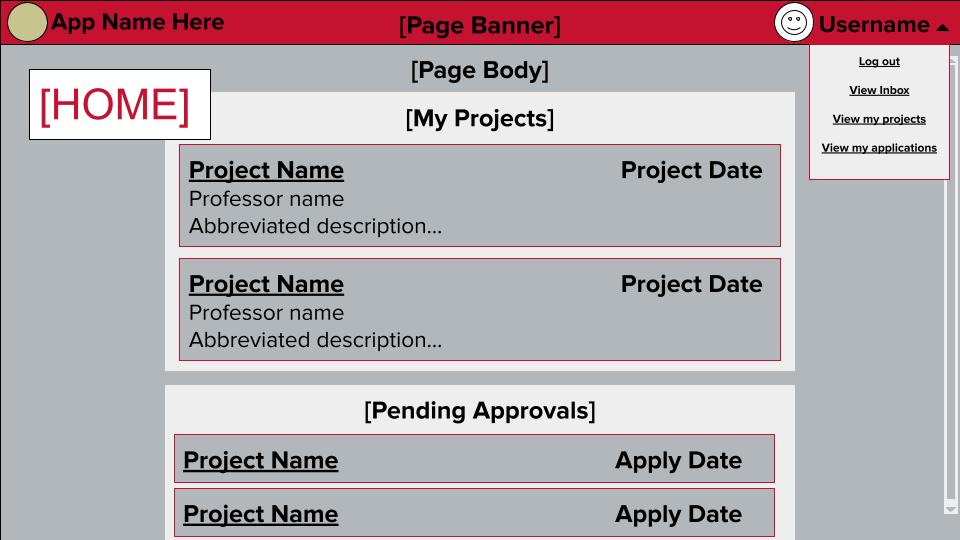 App Name Here
[Page Banner]
Username
[Page Body]
Log out
View Inbox
View my projects
View my applications
[HOME]
[My Projects]
Project Name
Project Date
Professor name
Abbreviated description...
Project Name
Project Date
Professor name
Abbreviated description...
[Pending Approvals]
Project Name
Apply Date
Project Name
Apply Date